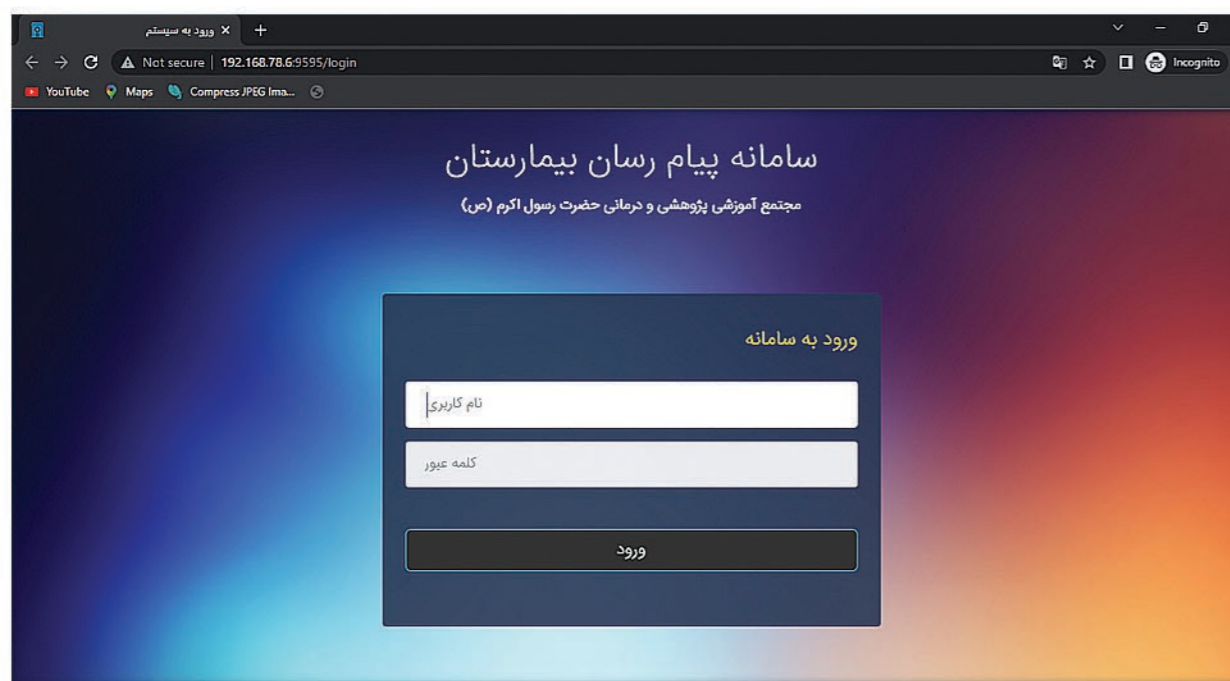 ورود به سیستم
Not secure | 192.168.78.6:9595/login
Incognito
YouTube Maps Compress JPEG Ima...
سامانه پیام رسان بیمارستان
مجتمع آموزشی پژوهشی و درمانی حضرت رسول اکرم (ص)
ورود به سامانه
نام کاربری
کلمه عبور
ورود